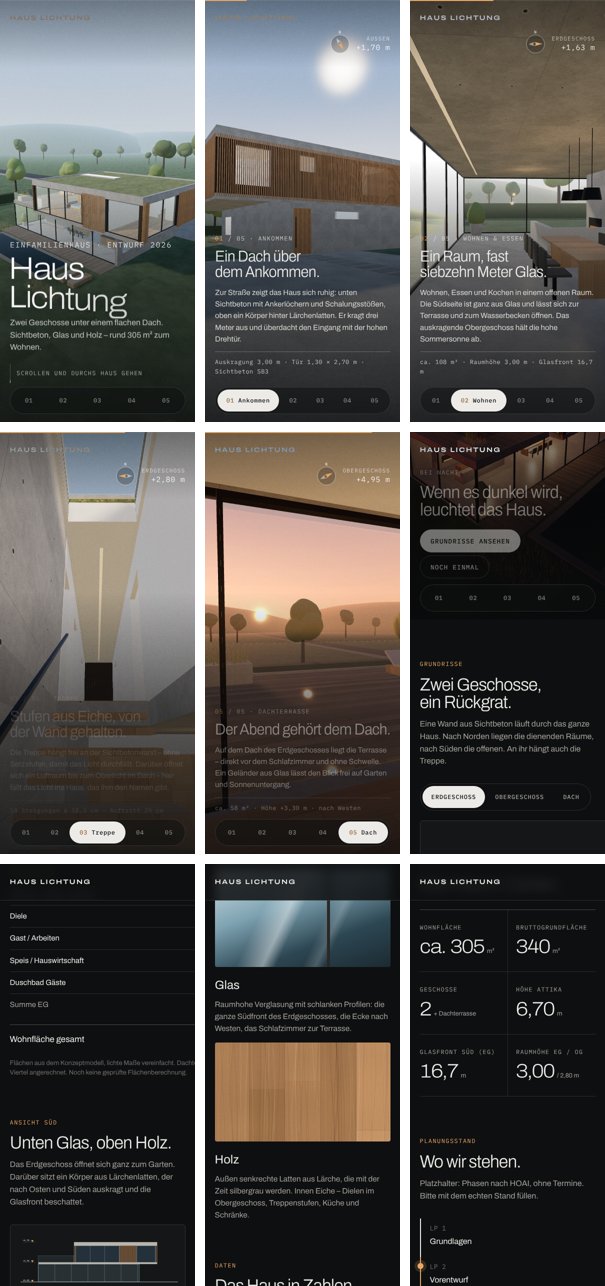 HAUS LICHTUNG
EINFAMILIENHAUS · ENTWURF 2026
Haus
Lichtung
Zwei Geschosse unter einem flachen Dach.
Sichtbeton, Glas und Holz – rund 305 m² zum
Wohnen.
SCROLLEN UND DURCHS HAUS GEHEN
01 02 03 04 05
N
AUSSEN
+1,70 m
01 / 05 · ANKOMMEN
Ein Dach über
dem Ankommen.
Zur Straße zeigt das Haus sich ruhig: unten
Sichtbeton mit Ankerlöchern und Schalungsstößen,
oben ein Körper hinter Lärchenlatten. Er kragt drei
Meter aus und überdacht den Eingang mit der hohen
Drehtür.
Auskragung 3,00 m · Tür 1,30 × 2,70 m ·
Sichtbeton SB3
01 Ankommen 02 03 04 05
HAUS LICHTUNG
N
ERDGESCHOSS
+1,63 m
02 / 05 · WOHNEN & ESSEN
Ein Raum, fast
siebzehn Meter Glas.
Wohnen, Essen und Kochen in einem offenen Raum.
Die Südseite ist ganz aus Glas und lässt sich zur
Terrasse und zum Wasserbecken öffnen. Das
auskragende Obergeschoss hält die hohe
Sommersonne ab.
ca. 108 m² · Raumhöhe 3,00 m · Glasfront 16,7
m
01 02 Wohnen 03 04 05
HAUS LICHTUNG
N
ERDGESCHOSS
+2,80 m
Stufen aus Eiche, von
der Wand gehalten.
01 02 03 Treppe 04 05
HAUS LICHTUNG
N
OBERGESCHOSS
+4,95 m
05 / 05 · DACHTERRASSE
Der Abend gehört dem Dach.
Auf dem Dach des Erdgeschosses liegt die Terrasse
– direkt vor dem Schlafzimmer und ohne Schwelle.
Ein Geländer aus Glas lässt den Blick frei auf Garten
und Sonnenuntergang.
ca. 58 m² · Höhe +3,30 m · nach Westen
01 02 03 04 05 Dach
HAUS LICHTUNG
BEI NACHT
Wenn es dunkel wird,
leuchtet das Haus.
GRUNDRISSE ANSEHEN
NOCH EINMAL
01 02 03 04 05
GRUNDRISSE
Zwei Geschosse,
ein Rückgrat.
Eine Wand aus Sichtbeton läuft durch das ganze
Haus. Nach Norden liegen die dienenden Räume,
nach Süden die offenen. An ihr hängt auch die
Treppe.
ERDGESCHOSS OBERGESCHOSS DACH
HAUS LICHTUNG
Diele
Gast / Arbeiten
Speis / Hauswirtschaft
Duschbad Gäste
Summe EG
Wohnfläche gesamt
Flächen aus dem Konzeptmodell, lichte Maße vereinfacht.
Viertel angerechnet. Noch keine geprüfte Flächenberechnung.
ANSICHT SÜD
Unten Glas, oben Holz.
Das Erdgeschoss öffnet sich ganz zum Garten.
Darüber sitzt ein Körper aus Lärchenlatten, der
nach Osten und Süden auskragt und die
Glasfront beschattet.
HAUS LICHTUNG
Glas
Raumhohe Verglasung mit schlanken Profilen: die
ganze Südfront des Erdgeschosses, die Ecke nach
Westen, das Schlafzimmer zur Terrasse.
Holz
Außen senkrechte Latten aus Lärche, die mit der
Zeit silbergrau werden. Innen Eiche – Dielen im
Obergeschoss, Treppenstufen, Küche und
Schränke.
DATEN
Das Haus in Zahlen
HAUS LICHTUNG
WOHNFLÄCHE
ca. 305 m²
BRUTTOGRUNDFLÄCHE
340 m²
GESCHOSSE
2 + Dachterrasse
HÖHE ATTIKA
6,70 m
GLASFRONT SÜD (EG)
16,7 m
RAUMHÖHE EG / OG
3,00 / 2,80 m
PLANUNGSSTAND
Wo wir stehen.
Platzhalter: Phasen nach HOAI, ohne Termine.
Bitte mit dem echten Stand füllen.
LP 1
Grundlagen
LP 2
Vorentwurf